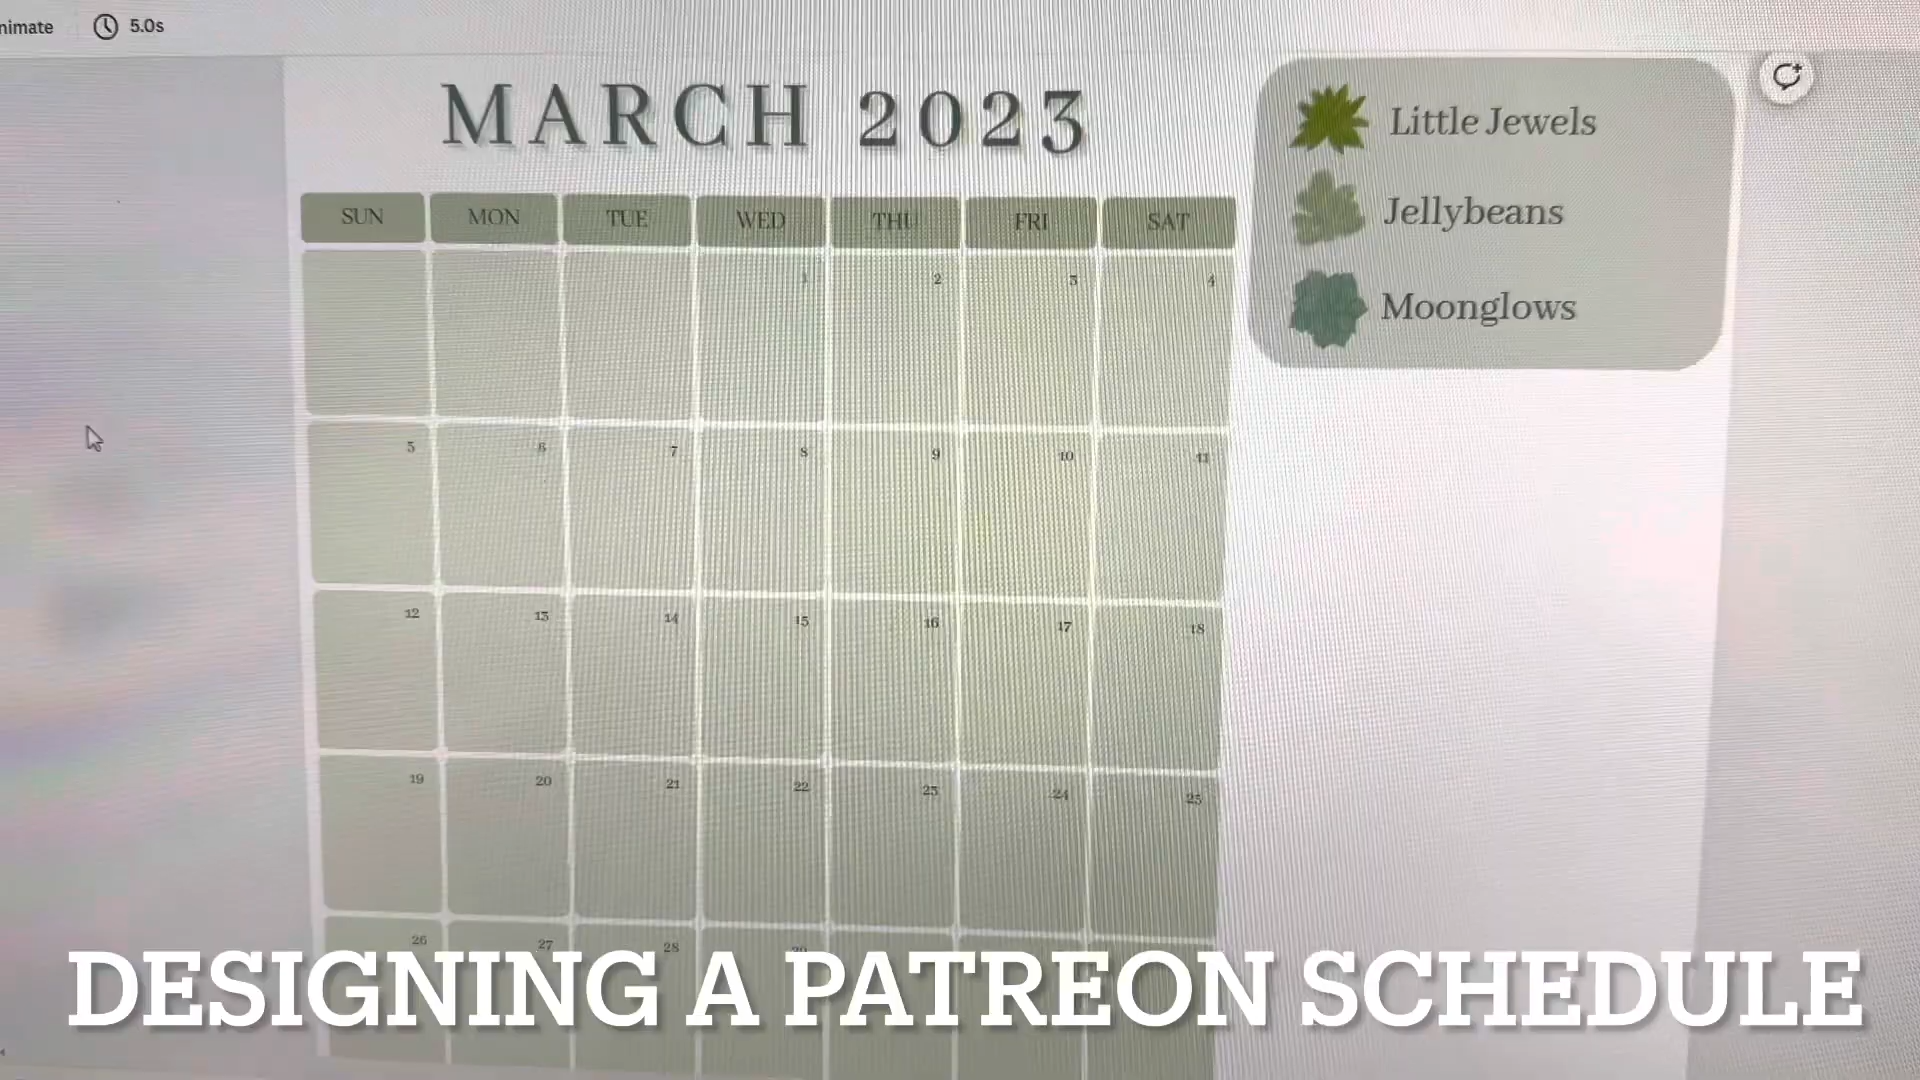 nimate 5.0s
MARCH 2023
Little Jewels
Jellybeans
Moonglows
SUN MON TUE WED THU FRI SAT
1 2 3 4
5 6 7 8 9 10 11
12 13 14 15 16 17 18
19 20 21 22 23 24 25
26 27 28
DESIGNING A PATREON SCHEDULE